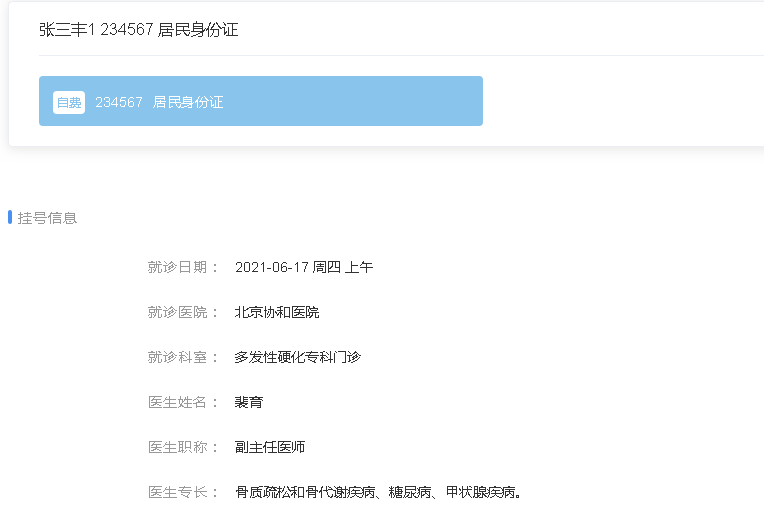 张三丰1 234567 居民身份证
自费 234567 居民身份证
挂号信息
就诊日期： 2021-06-17 周四 上午
就诊医院： 北京协和医院
就诊科室： 多发性硬化专科门诊
医生姓名： 裴育
医生职称： 副主任医师
医生专长： 骨质疏松和骨代谢疾病、糖尿病、甲状腺疾病。